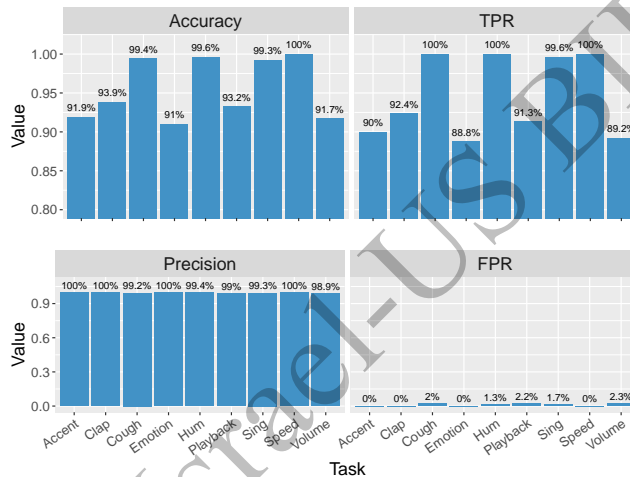 Accuracy
TPR
Value
1.00
0.95
0.90
0.85
0.80
91.9%
93.9%
99.4%
91%
99.6%
93.2%
99.3%
100%
91.7%
90%
92.4%
100%
88.8%
100%
91.3%
99.6%
100%
89.2%
Precision
FPR
Value
0.9
0.6
0.3
0.0
100%
100%
99.2%
100%
99.4%
99%
99.3%
100%
98.9%
0%
0%
2%
0%
1.3%
2.2%
1.7%
0%
2.3%
Accent
Clap
Cough
Emotion
Hum
Playback
Sing
Speed
Volume
Accent
Clap
Cough
Emotion
Hum
Playback
Sing
Speed
Volume
Task
Israel-US